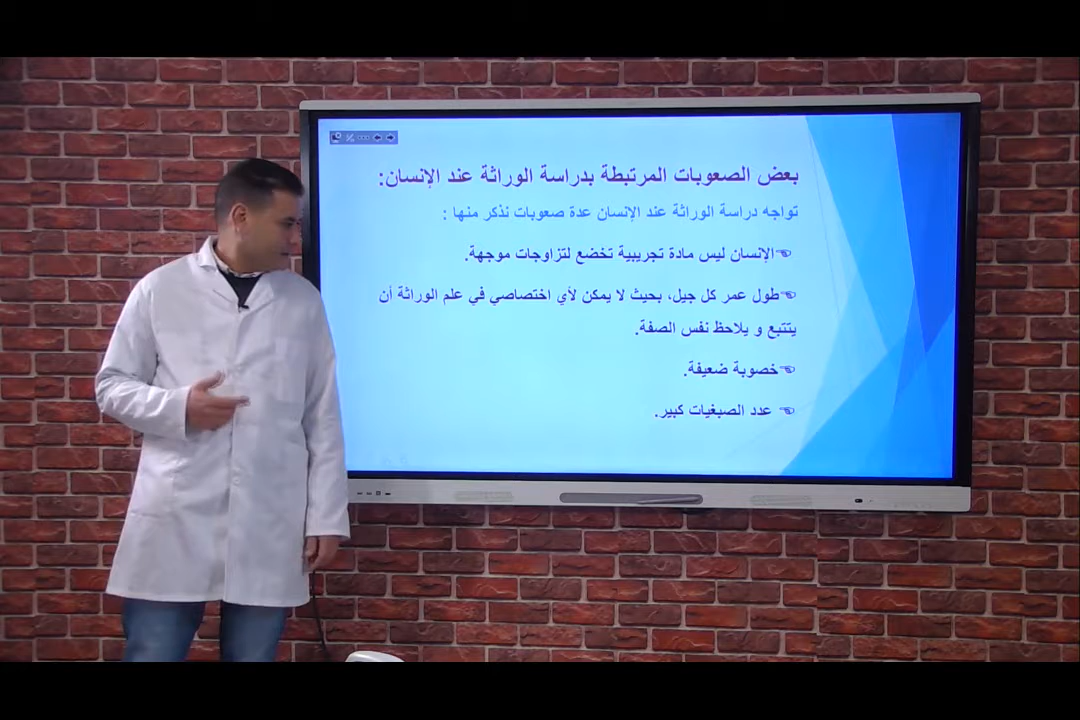 بعض الصعوبات المرتبطة بدراسة الوراثة عند الإنسان:
تواجه دراسة الوراثة عند الإنسان عدة صعوبات نذكر منها :
☜الإنسان ليس مادة تجريبية تخضع لتزاوجات موجهة.
☜طول عمر كل جيل، بحيث لا يمكن لأي اختصاصي في علم الوراثة أن
يتتبع و يلاحظ نفس الصفة.
☜خصوبة ضعيفة.
☜ عدد الصبغيات كبير.